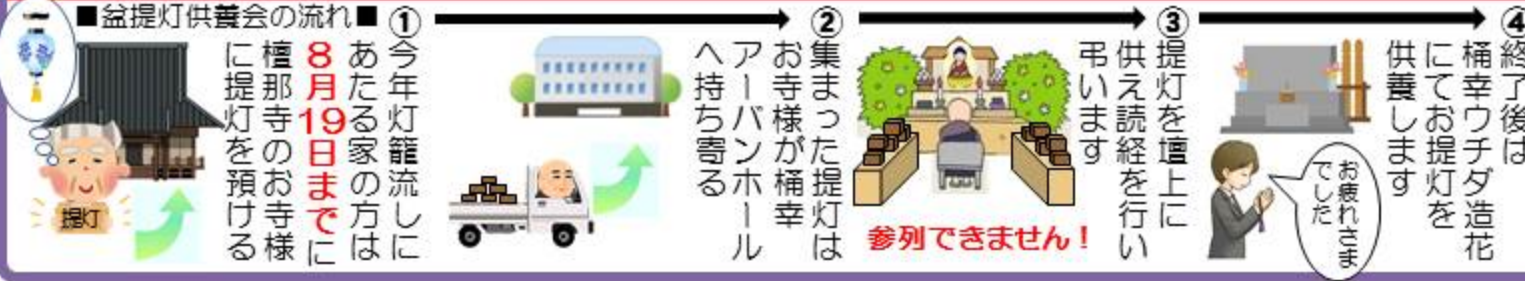 ■盆提灯供養会の流れ■
①
今年灯籠流しに
あたる家の方は
8月19日までに
檀那寺のお寺様
に提灯を預ける
提灯
②
集まった提灯は
お寺様が桶幸
アーバンホール
へ持ち寄る
③
提灯を壇上に
供え読経を行い
弔います
参列できません！
④
終了後は
桶幸ウチダ造花
にてお提灯を
供養します
お疲れさま
でした